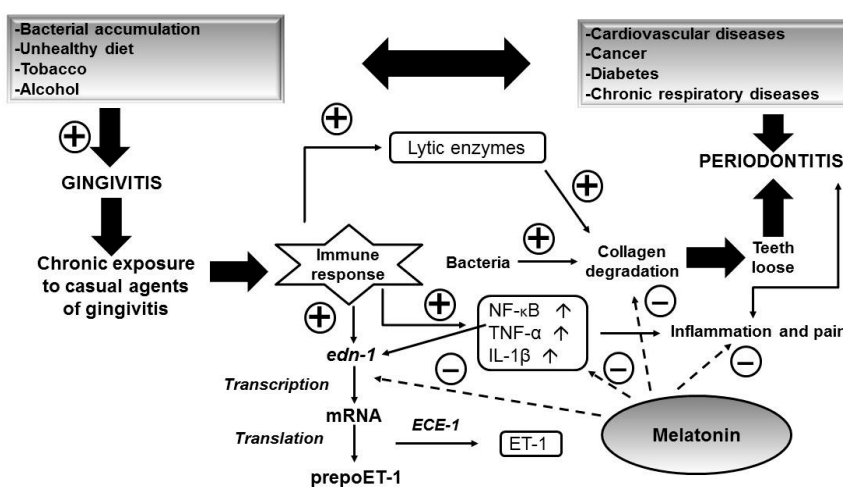 -Bacterial accumulation
-Unhealthy diet
-Tobacco
-Alcohol
-Cardiovascular diseases
-Cancer
-Diabetes
-Chronic respiratory diseases
+
+
Lytic enzymes
GINGIVITIS
PERIODONTITIS
+
Chronic exposure
to casual agents
of gingivitis
Immune
response
Bacteria
+
Collagen
degradation
Teeth
loose
+
+
NF-κB ↑
TNF-α ↑
IL-1β ↑
−
Inflammation and pain
edn-1
−
−
−
Transcription
mRNA
Translation
ECE-1
ET-1
Melatonin
prepoET-1